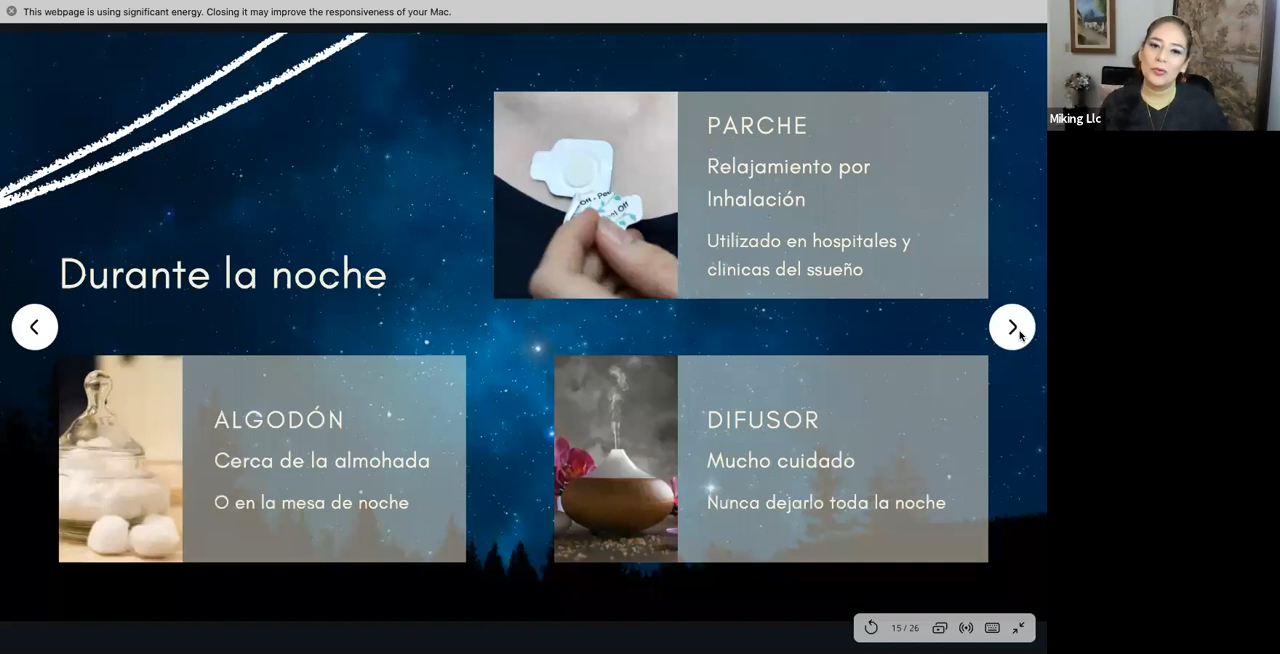 This webpage is using significant energy. Closing it may improve the responsiveness of your Mac.
Miking Llc
PARCHE
Relajamiento por
Inhalación
Utilizado en hospitales y
clinicas del ssueño
Durante la noche
ALGODÓN
Cerca de la almohada
O en la mesa de noche
DIFUSOR
Mucho cuidado
Nunca dejarlo toda la noche
15 / 26